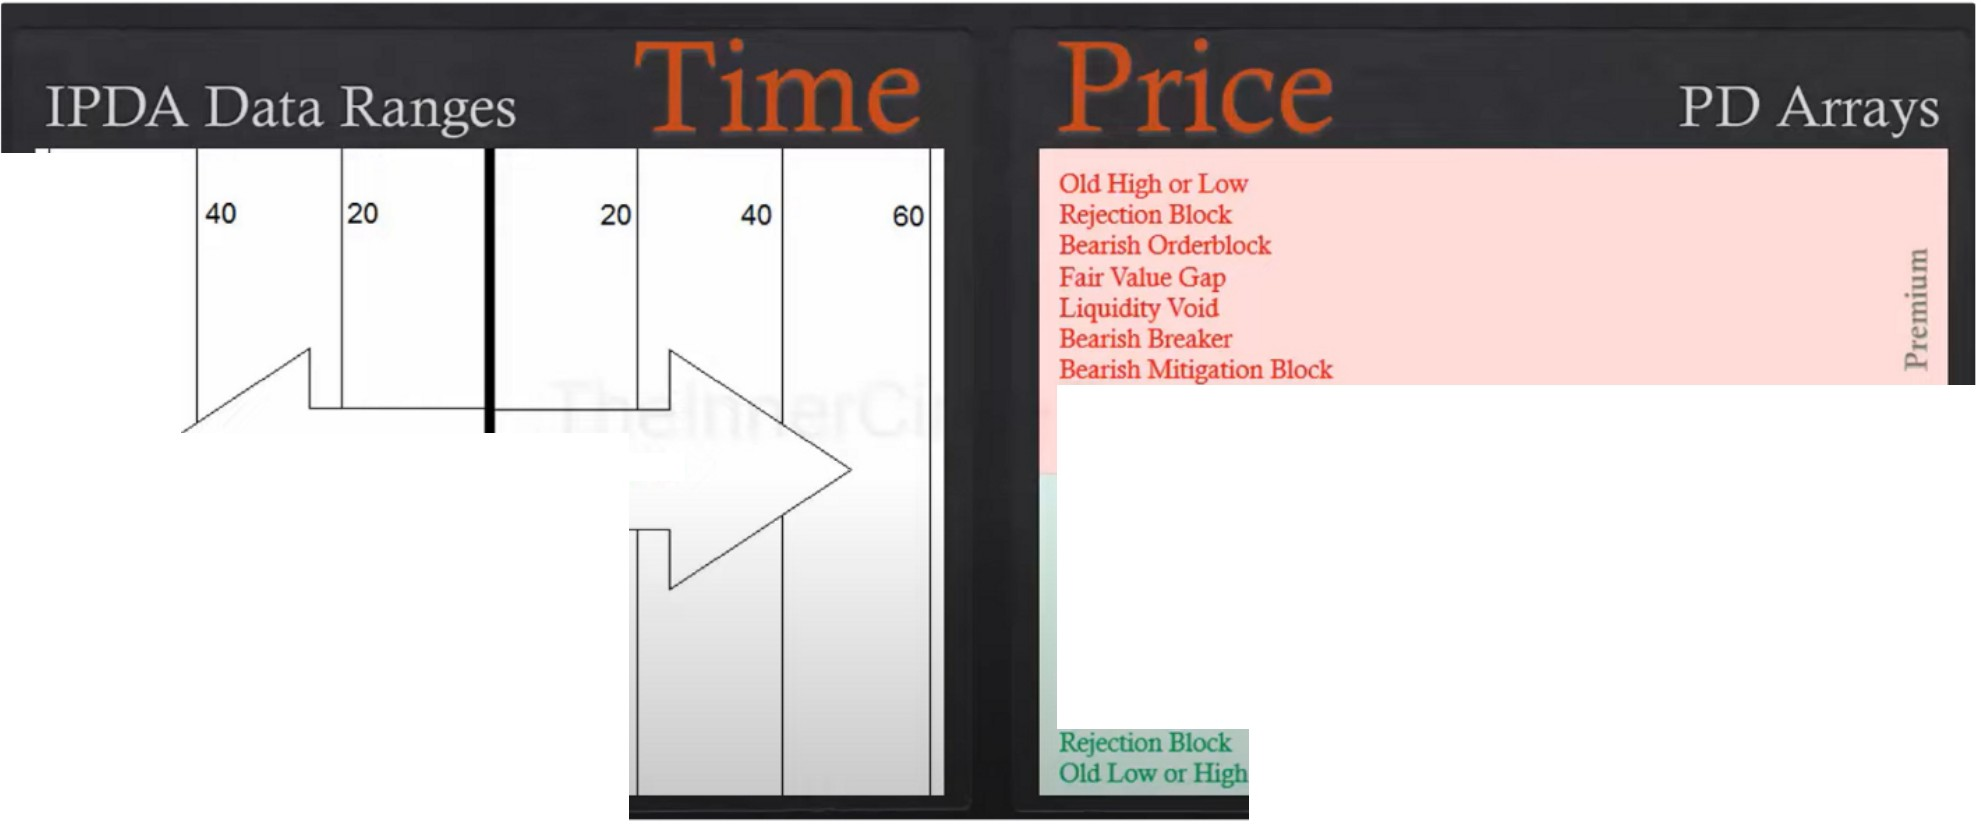 IPDA Data Ranges
Time
40
20
20
40
60
TheInnerCi
Price
PD Arrays
Old High or Low
Rejection Block
Bearish Orderblock
Fair Value Gap
Liquidity Void
Bearish Breaker
Bearish Mitigation Block
Premium
Rejection Block
Old Low or High